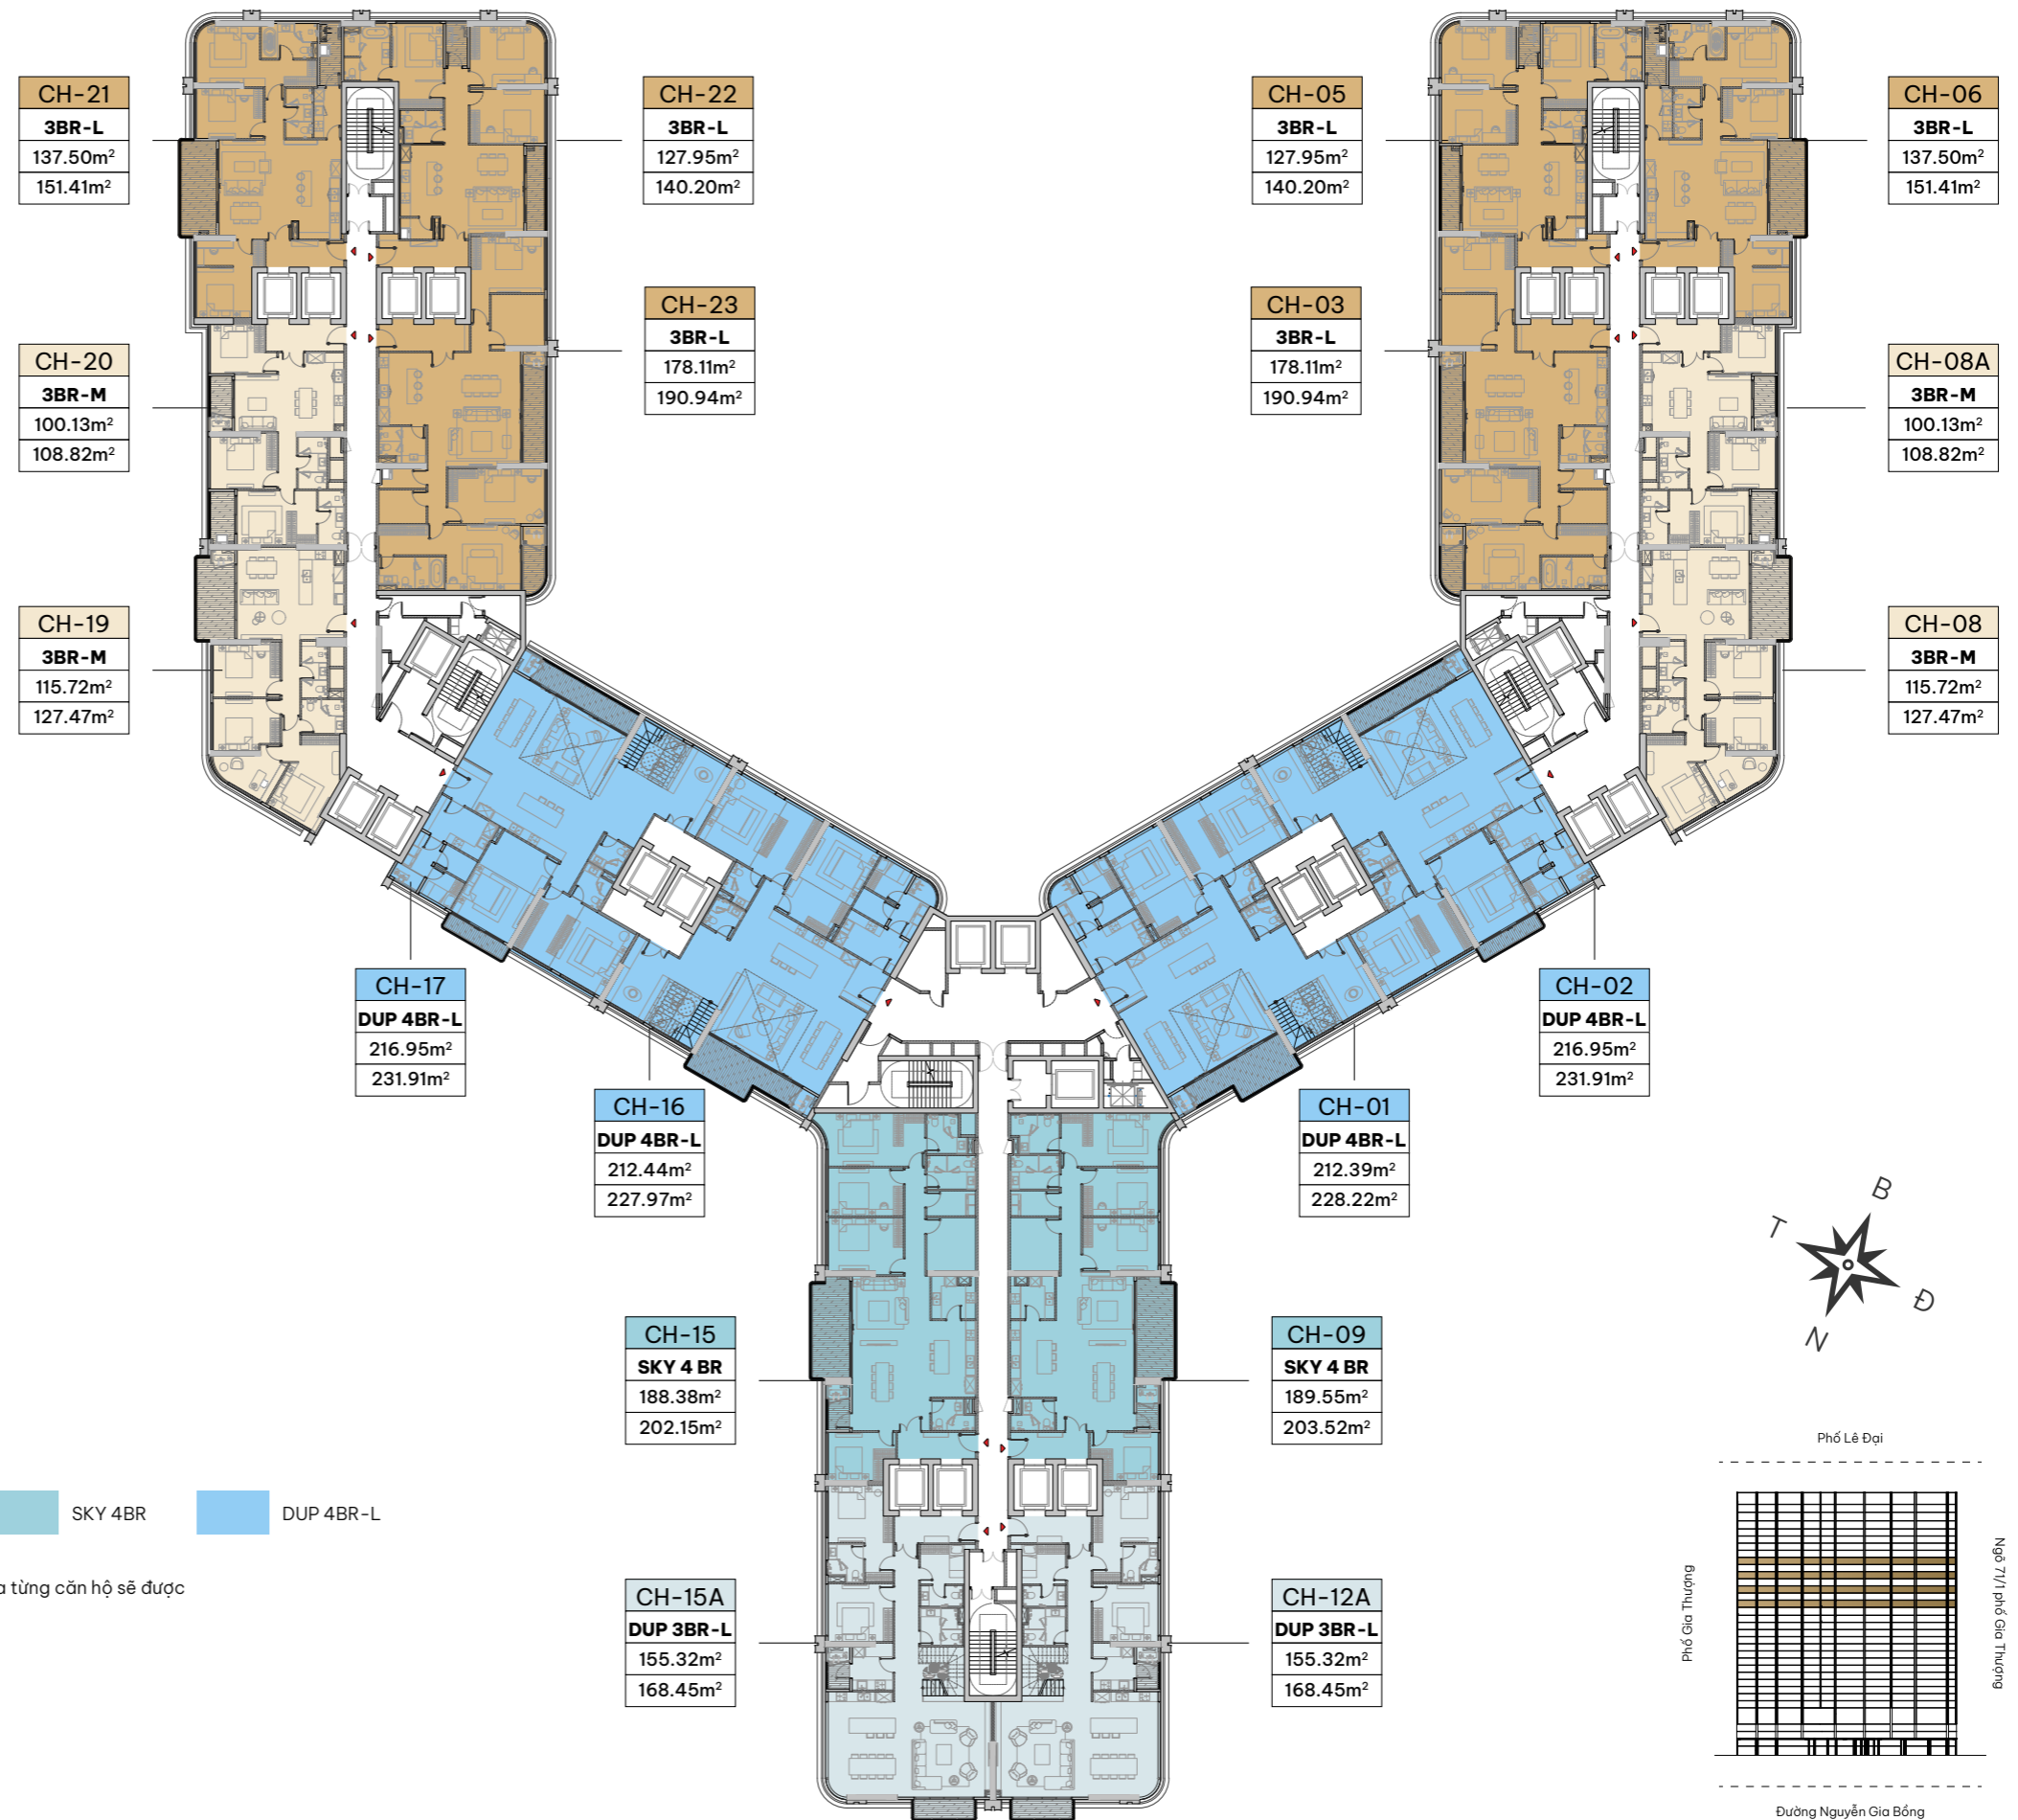 CH-21
3BR-L
137.50m²
151.41m²
CH-22
3BR-L
127.95m²
140.20m²
CH-05
3BR-L
127.95m²
140.20m²
CH-06
3BR-L
137.50m²
151.41m²
CH-23
3BR-L
178.11m²
190.94m²
CH-03
3BR-L
178.11m²
190.94m²
CH-20
3BR-M
100.13m²
108.82m²
CH-08A
3BR-M
100.13m²
108.82m²
CH-19
3BR-M
115.72m²
127.47m²
CH-08
3BR-M
115.72m²
127.47m²
CH-17
DUP 4BR-L
216.95m²
231.91m²
CH-02
DUP 4BR-L
216.95m²
231.91m²
CH-16
DUP 4BR-L
212.44m²
227.97m²
CH-01
DUP 4BR-L
212.39m²
228.22m²
B
T
Đ
N
CH-15
SKY 4 BR
188.38m²
202.15m²
CH-09
SKY 4 BR
189.55m²
203.52m²
SKY 4BR
DUP 4BR-L
a từng căn hộ sẽ được
CH-15A
DUP 3BR-L
155.32m²
168.45m²
CH-12A
DUP 3BR-L
155.32m²
168.45m²
Phố Lê Đại
Phố Gia Thượng
Ngõ 71/1 phố Gia Thượng
Đường Nguyễn Gia Bồng